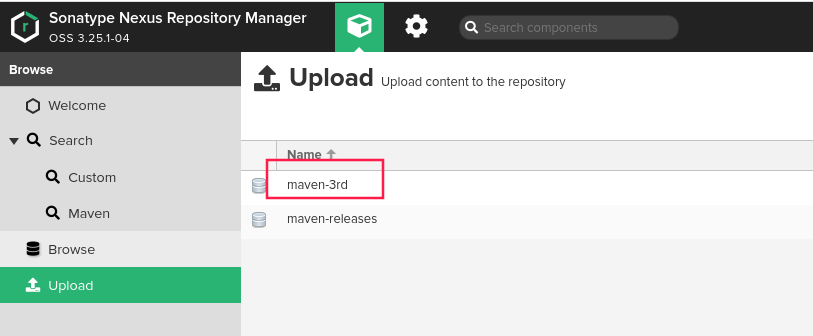 Sonatype Nexus Repository Manager
OSS 3.25.1-04
Search components
Browse
Welcome
Search
Custom
Maven
Browse
Upload
Upload Upload content to the repository
Name
maven-3rd
maven-releases